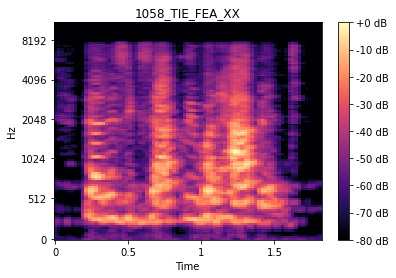 1058_TIE_FEA_XX
+0 dB
8192
-10 dB
4096
-20 dB
-30 dB
2048
Hz
-40 dB
1024
-50 dB
512
-60 dB
-70 dB
0
-80 dB
0
0.5
1
1.5
Time